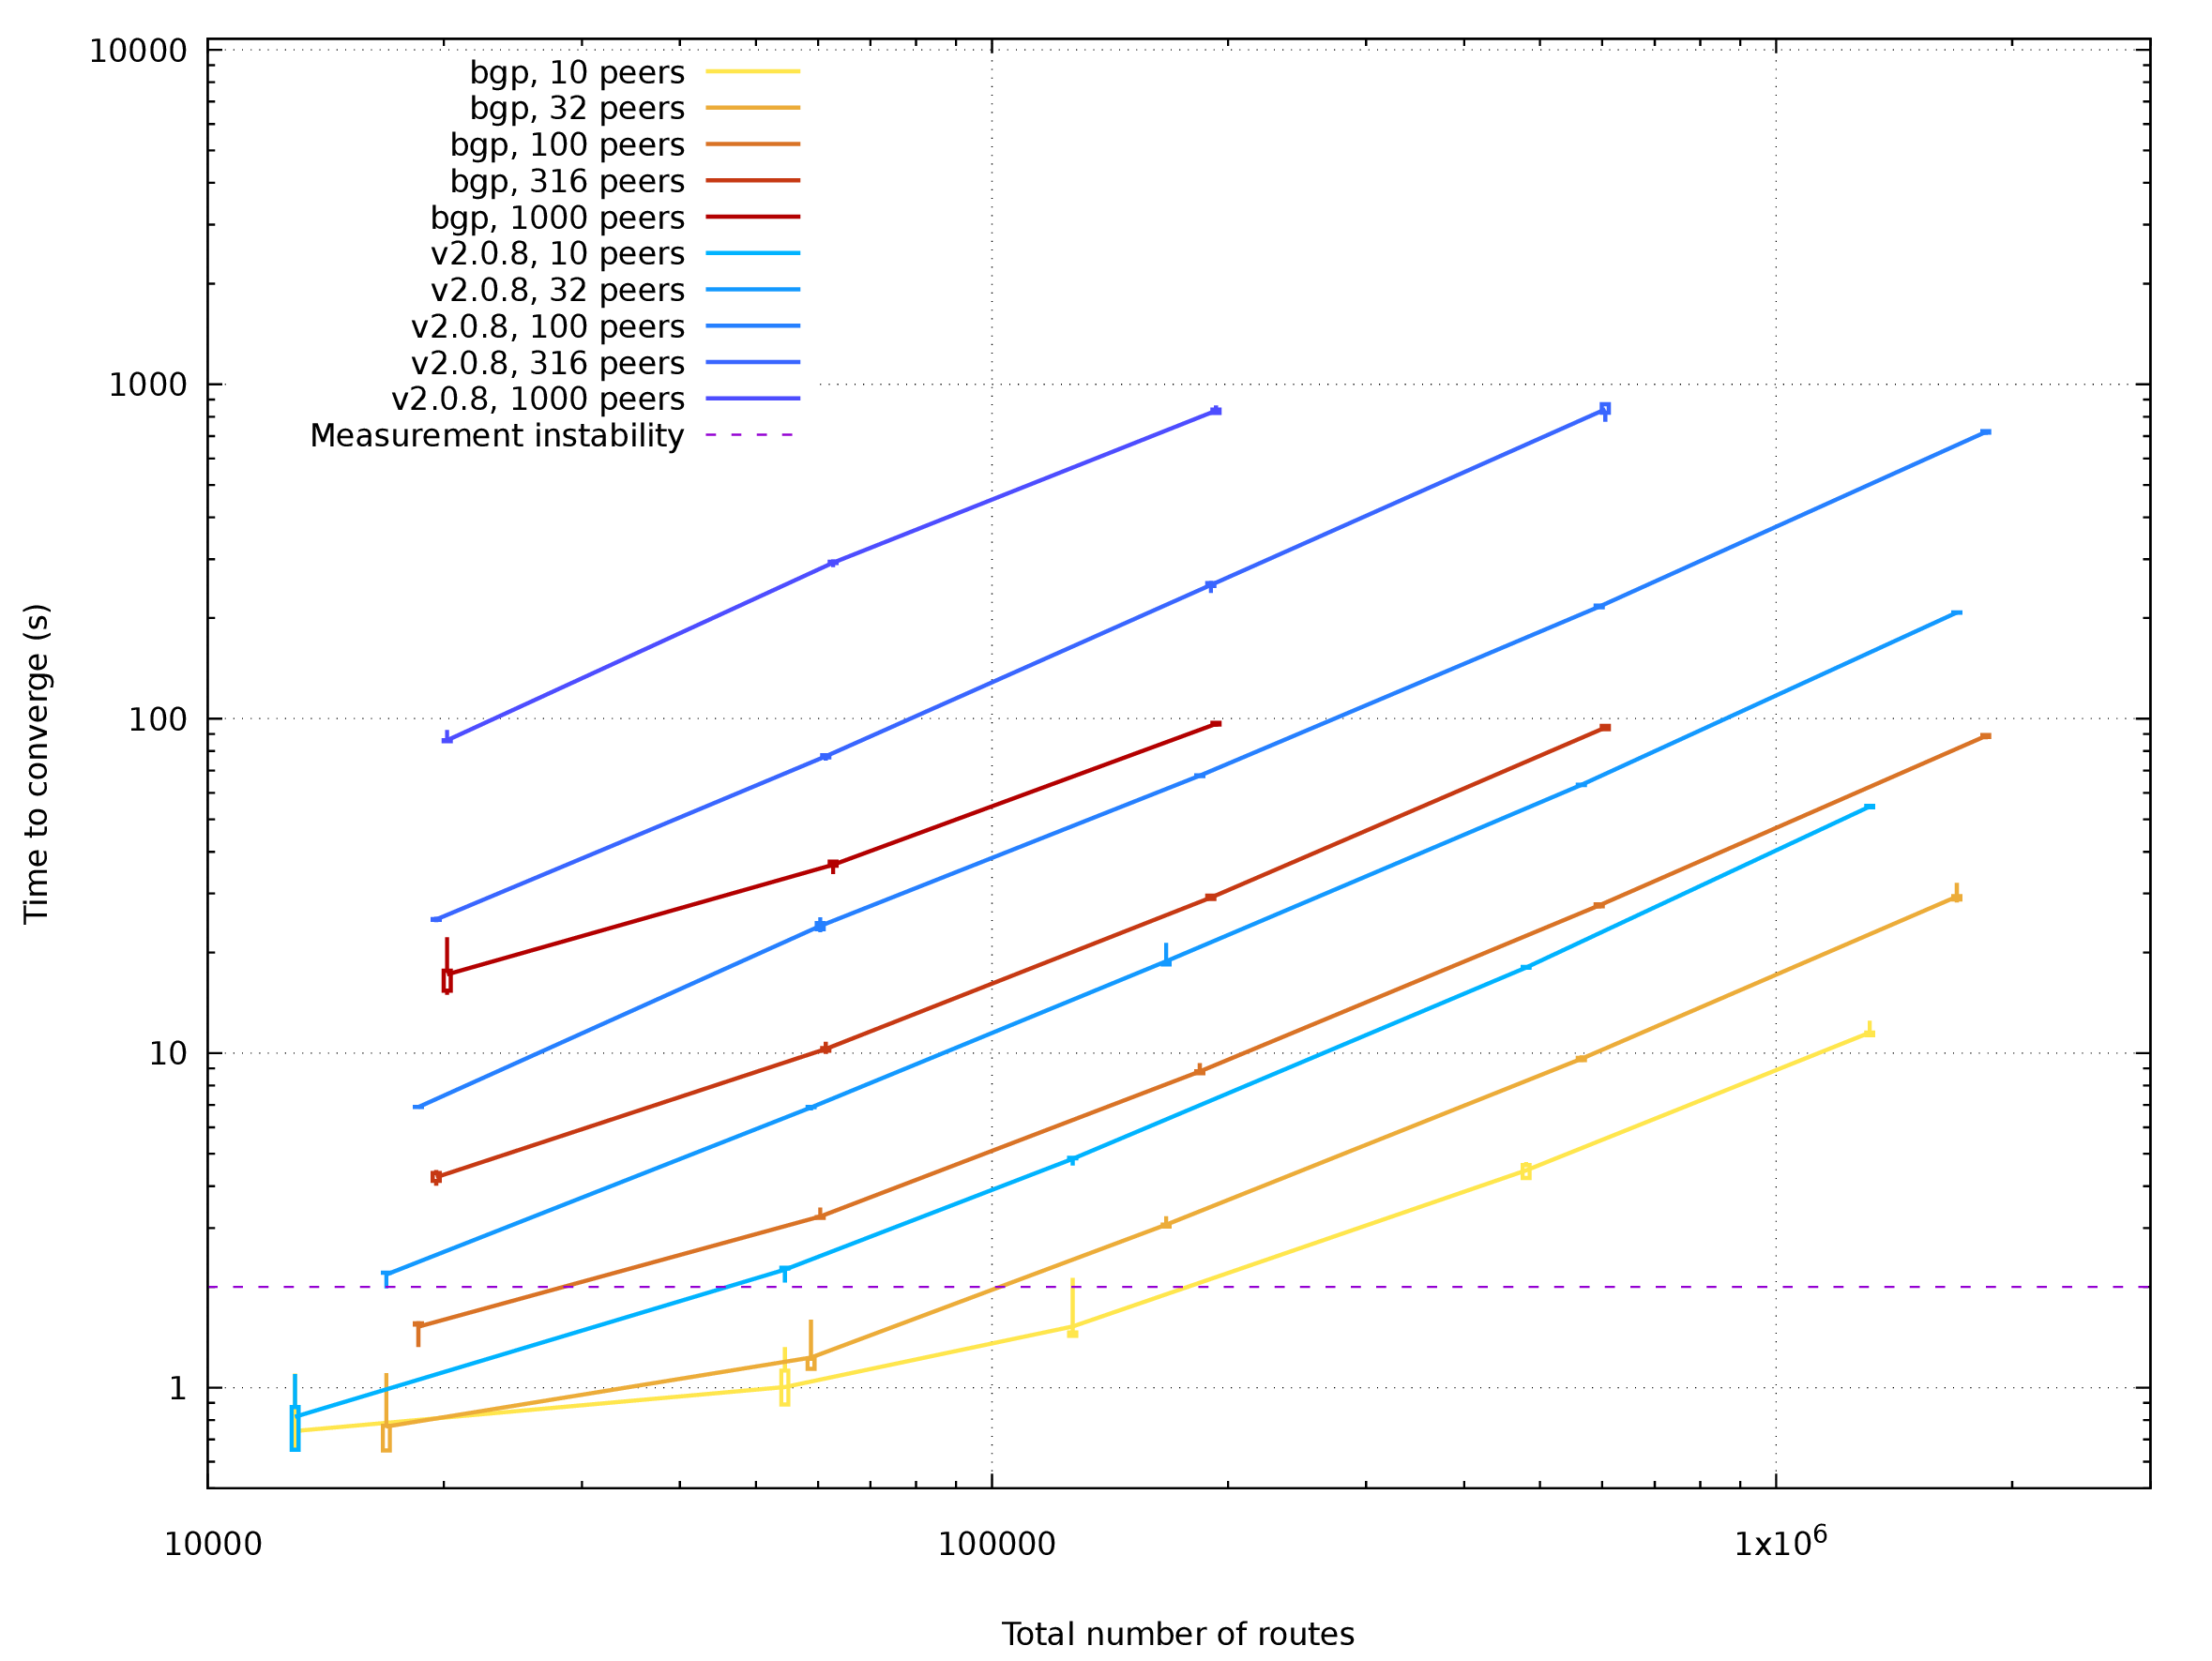 10000
1000
100
10
1
Time to converge (s)
bgp, 10 peers
bgp, 32 peers
bgp, 100 peers
bgp, 316 peers
bgp, 1000 peers
v2.0.8, 10 peers
v2.0.8, 32 peers
v2.0.8, 100 peers
v2.0.8, 316 peers
v2.0.8, 1000 peers
Measurement instability
10000 100000 1x10⁶
Total number of routes